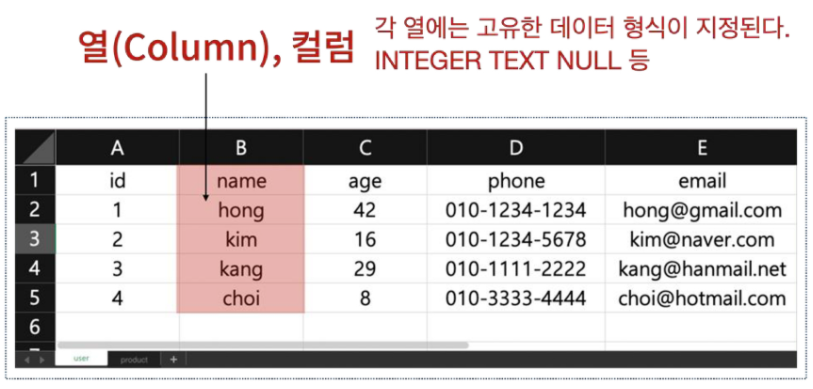 열(Column), 컬럼
각 열에는 고유한 데이터 형식이 지정된다.
INTEGER TEXT NULL 등
A B C D E
1 id name age phone email
2 1 hong 42 010-1234-1234 hong@gmail.com
3 2 kim 16 010-1234-5678 kim@naver.com
4 3 kang 29 010-1111-2222 kang@hanmail.net
5 4 choi 8 010-3333-4444 choi@hotmail.com
6
user product +